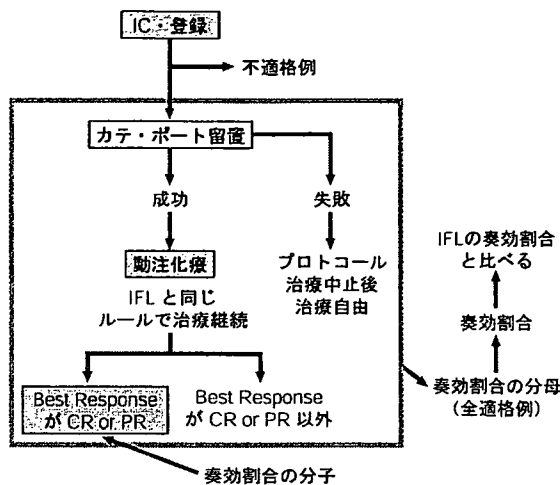 IC・登録
不適格例
カテ・ポート留置
成功
失敗
動注化療
プロトコール
治療中止後
治療自由
IFL と同じ
ルールで治療継続
Best Response
が CR or PR
Best Response
が CR or PR 以外
奏効割合の分子
IFLの奏効割合
と比べる
奏効割合
奏効割合の分母
(全適格例)